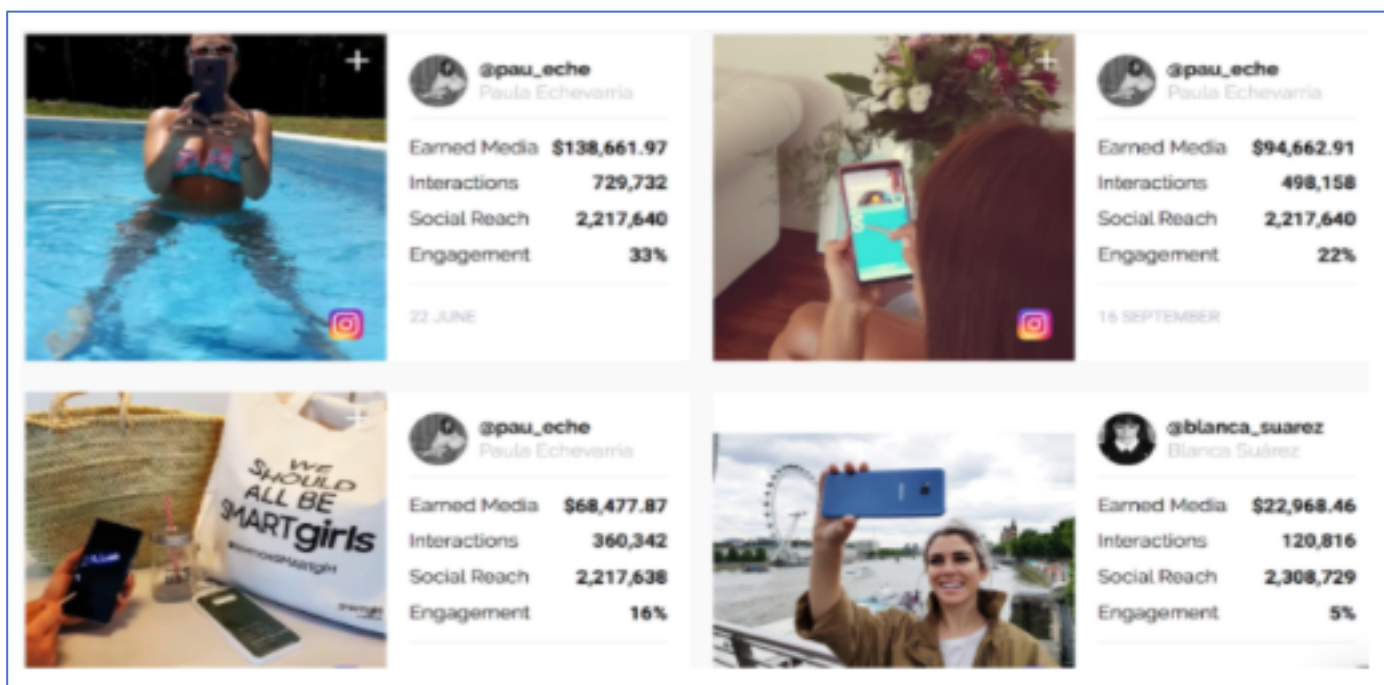 @pau_eche
Paula Echevarria
Earned Media $138,661.97
Interactions 729,732
Social Reach 2,217,640
Engagement 33%
22 JUNE
@pau_eche
Paula Echevarria
Earned Media $94,662.91
Interactions 498,158
Social Reach 2,217,640
Engagement 22%
16 SEPTEMBER
WE
SHOULD
ALL BE
SMARTgirls
@pau_eche
Paula Echevarria
Earned Media $68,477.87
Interactions 360,342
Social Reach 2,217,638
Engagement 16%
@blanca_suarez
Blanca Suárez
Earned Media $22,968.46
Interactions 120,816
Social Reach 2,308,729
Engagement 5%